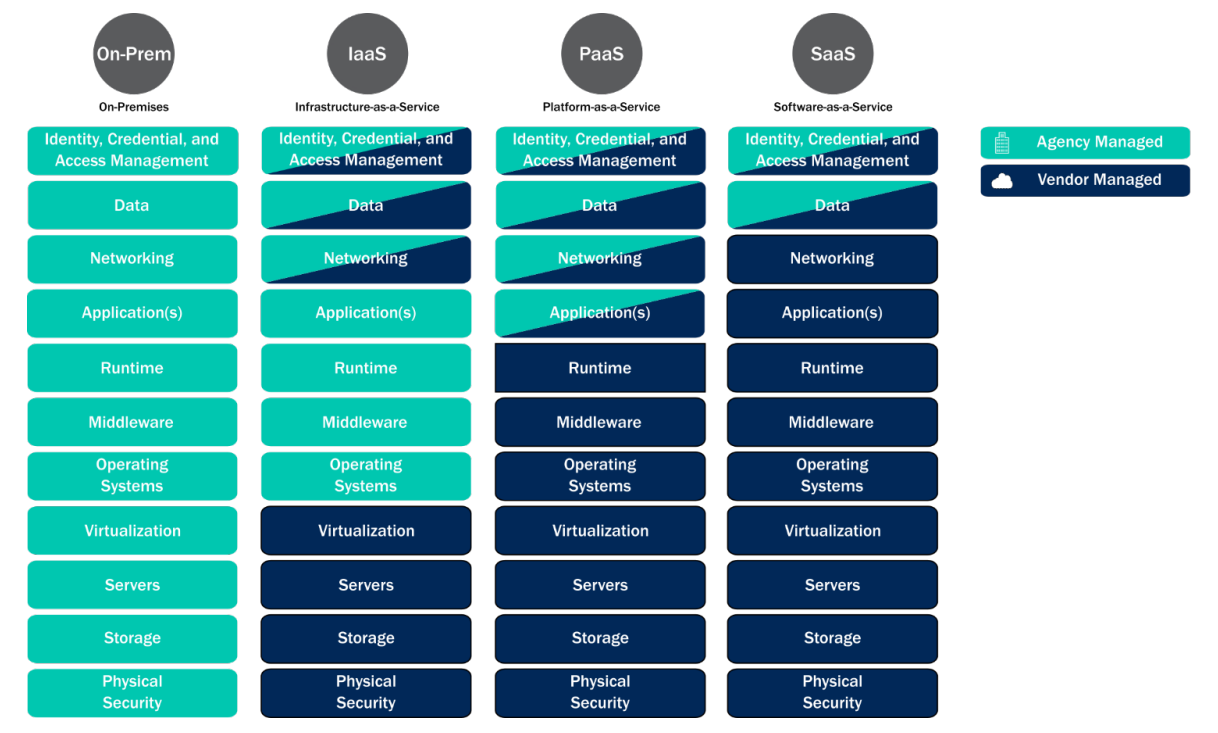 On-Prem
IaaS
PaaS
SaaS
On-Premises
Infrastructure-as-a-Service
Platform-as-a-Service
Software-as-a-Service
Identity, Credential, and
Access Management
Identity, Credential, and
Access Management
Identity, Credential, and
Access Management
Identity, Credential, and
Access Management
Agency Managed
Vendor Managed
Data
Data
Data
Data
Networking
Networking
Networking
Networking
Application(s)
Application(s)
Application(s)
Application(s)
Runtime
Runtime
Runtime
Runtime
Middleware
Middleware
Middleware
Middleware
Operating
Systems
Operating
Systems
Operating
Systems
Operating
Systems
Virtualization
Virtualization
Virtualization
Virtualization
Servers
Servers
Servers
Servers
Storage
Storage
Storage
Storage
Physical
Security
Physical
Security
Physical
Security
Physical
Security